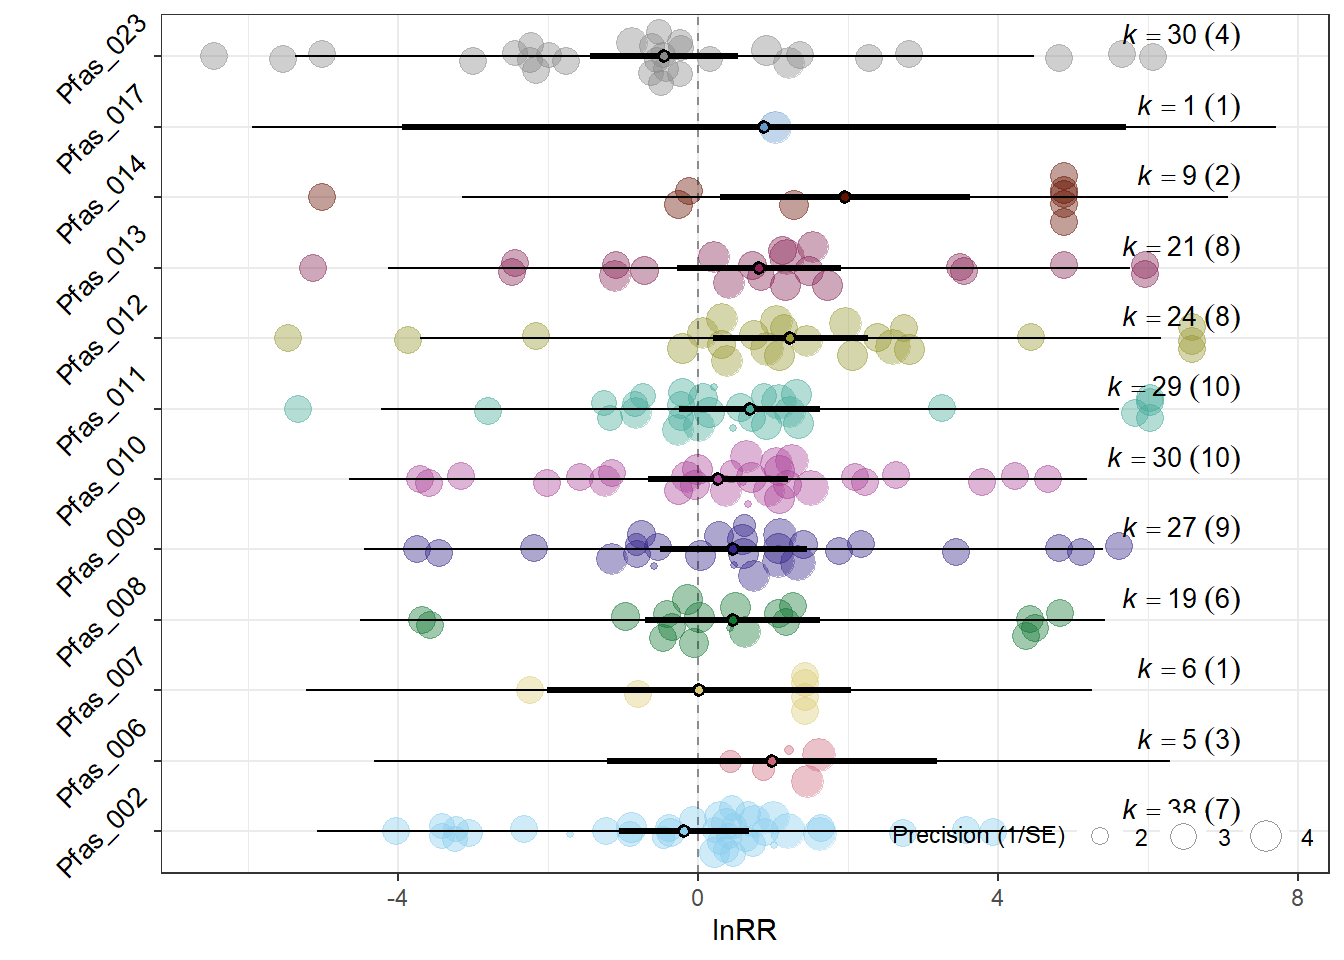 Pfas_023
k = 30 (4)
Pfas_017
k = 1 (1)
Pfas_014
k = 9 (2)
Pfas_013
k = 21 (8)
Pfas_012
k = 24 (8)
Pfas_011
k = 29 (10)
Pfas_010
k = 30 (10)
Pfas_009
k = 27 (9)
Pfas_008
k = 19 (6)
Pfas_007
k = 6 (1)
Pfas_006
k = 5 (3)
Pfas_002
k = 38 (7)
Precision (1/SE) 2 3 4
-4 0 4 8
lnRR